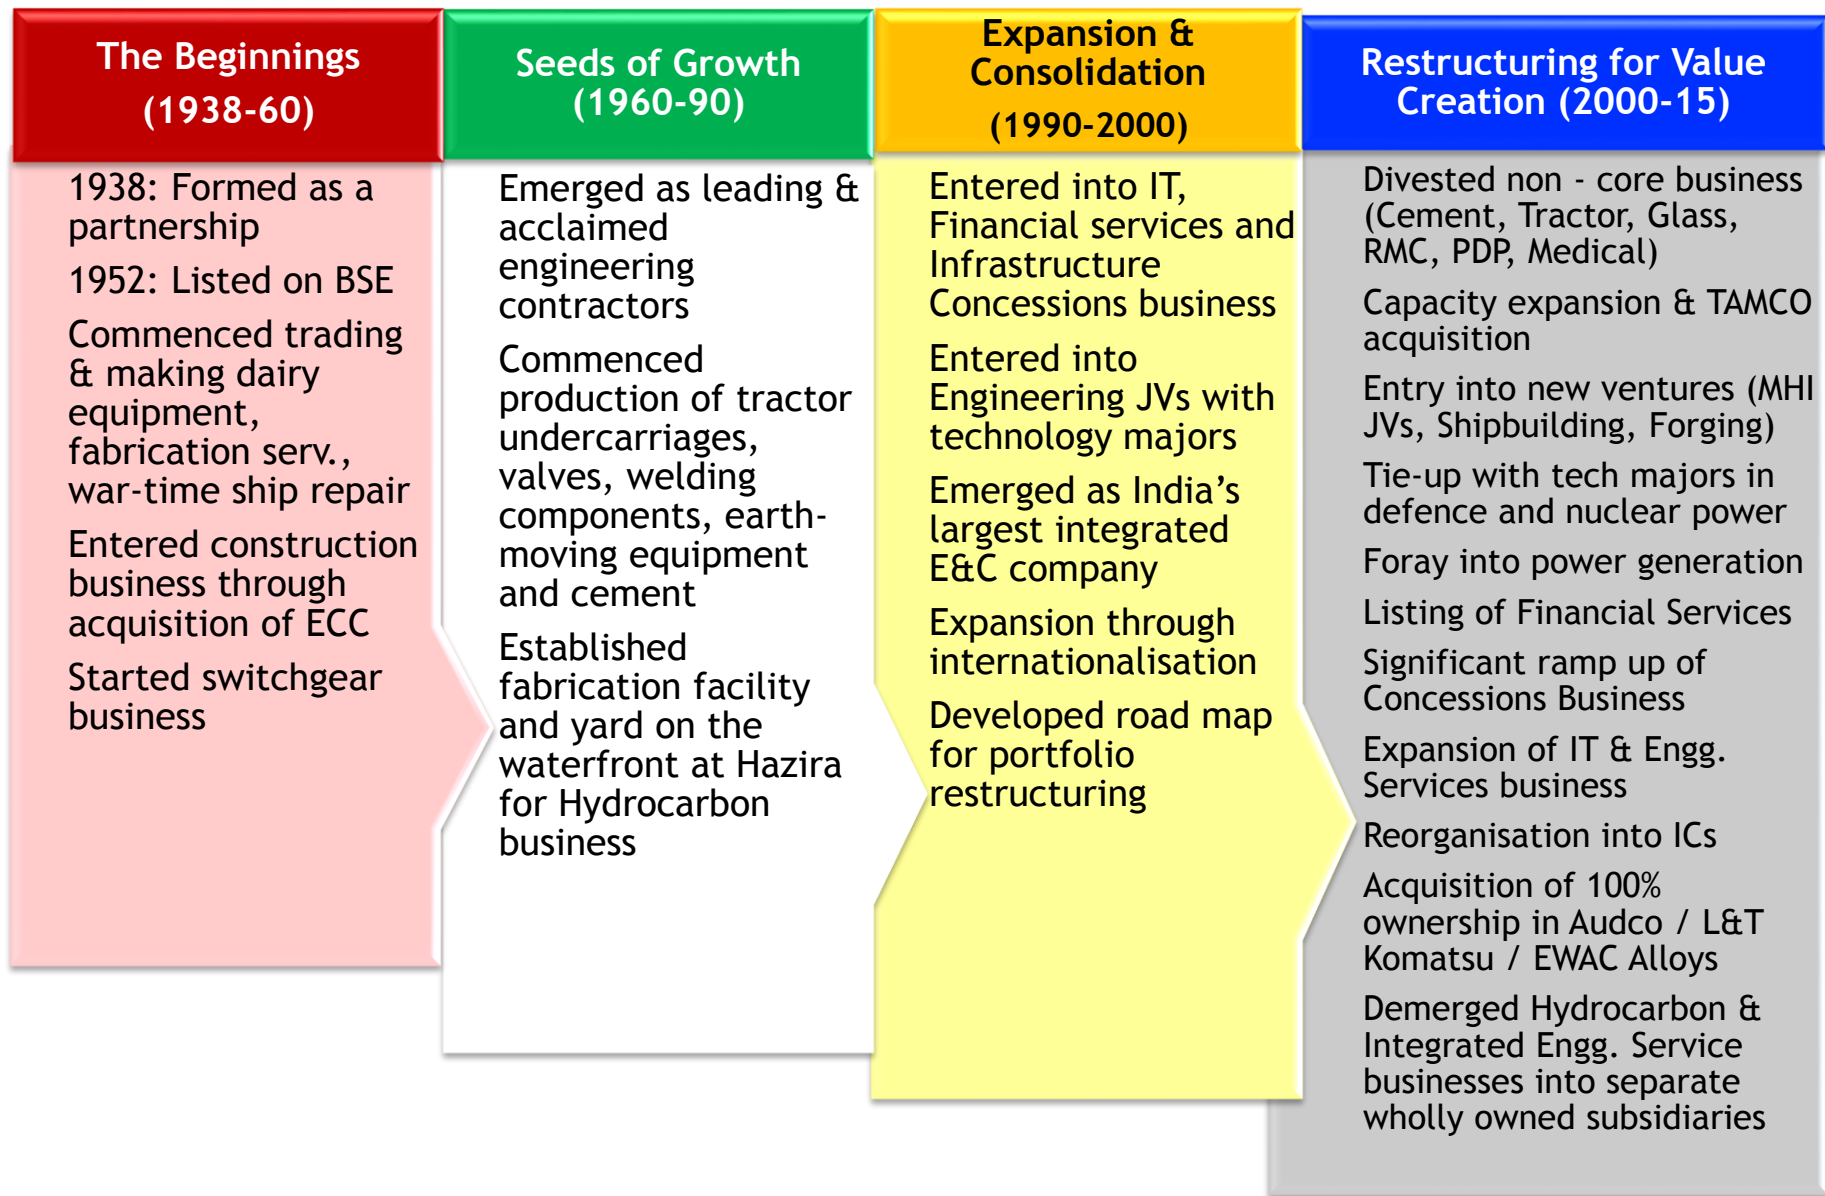 The Beginnings
(1938-60)
1938: Formed as a
partnership
1952: Listed on BSE
Commenced trading
& making dairy
equipment,
fabrication serv.,
war-time ship repair
Entered construction
business through
acquisition of ECC
Started switchgear
business
Seeds of Growth
(1960-90)
Emerged as leading &
acclaimed
engineering
contractors
Commenced
production of tractor
undercarriages,
valves, welding
components, earth-
moving equipment
and cement
Established
fabrication facility
and yard on the
waterfront at Hazira
for Hydrocarbon
business
Expansion &
Consolidation
(1990-2000)
Entered into IT,
Financial services and
Infrastructure
Concessions business
Entered into
Engineering JVs with
technology majors
Emerged as India’s
largest integrated
E&C company
Expansion through
internationalisation
Developed road map
for portfolio
restructuring
Restructuring for Value
Creation (2000-15)
Divested non - core business
(Cement, Tractor, Glass,
RMC, PDP, Medical)
Capacity expansion & TAMCO
acquisition
Entry into new ventures (MHI
JVs, Shipbuilding, Forging)
Tie-up with tech majors in
defence and nuclear power
Foray into power generation
Listing of Financial Services
Significant ramp up of
Concessions Business
Expansion of IT & Engg.
Services business
Reorganisation into ICs
Acquisition of 100%
ownership in Audco / L&T
Komatsu / EWAC Alloys
Demerged Hydrocarbon &
Integrated Engg. Service
businesses into separate
wholly owned subsidiaries